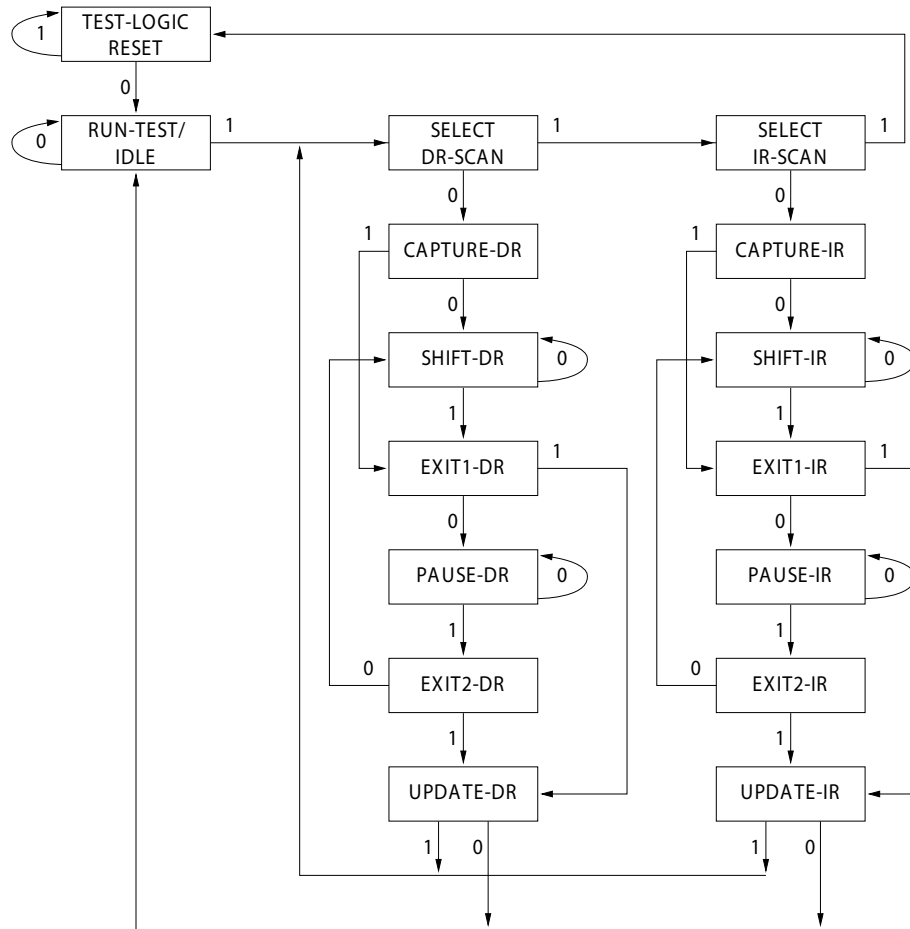 TEST-LOGIC
RESET
1
0
RUN-TEST/
IDLE
0
1
SELECT
DR-SCAN
1
SELECT
IR-SCAN
1
0
0
1
CAPTURE-DR
1
CAPTURE-IR
0
0
SHIFT-DR
0
SHIFT-IR
0
1
1
EXIT1-DR
1
EXIT1-IR
1
0
0
PAUSE-DR
0
PAUSE-IR
0
1
1
0
EXIT2-DR
0
EXIT2-IR
1
1
UPDATE-DR
UPDATE-IR
1
0
1
0